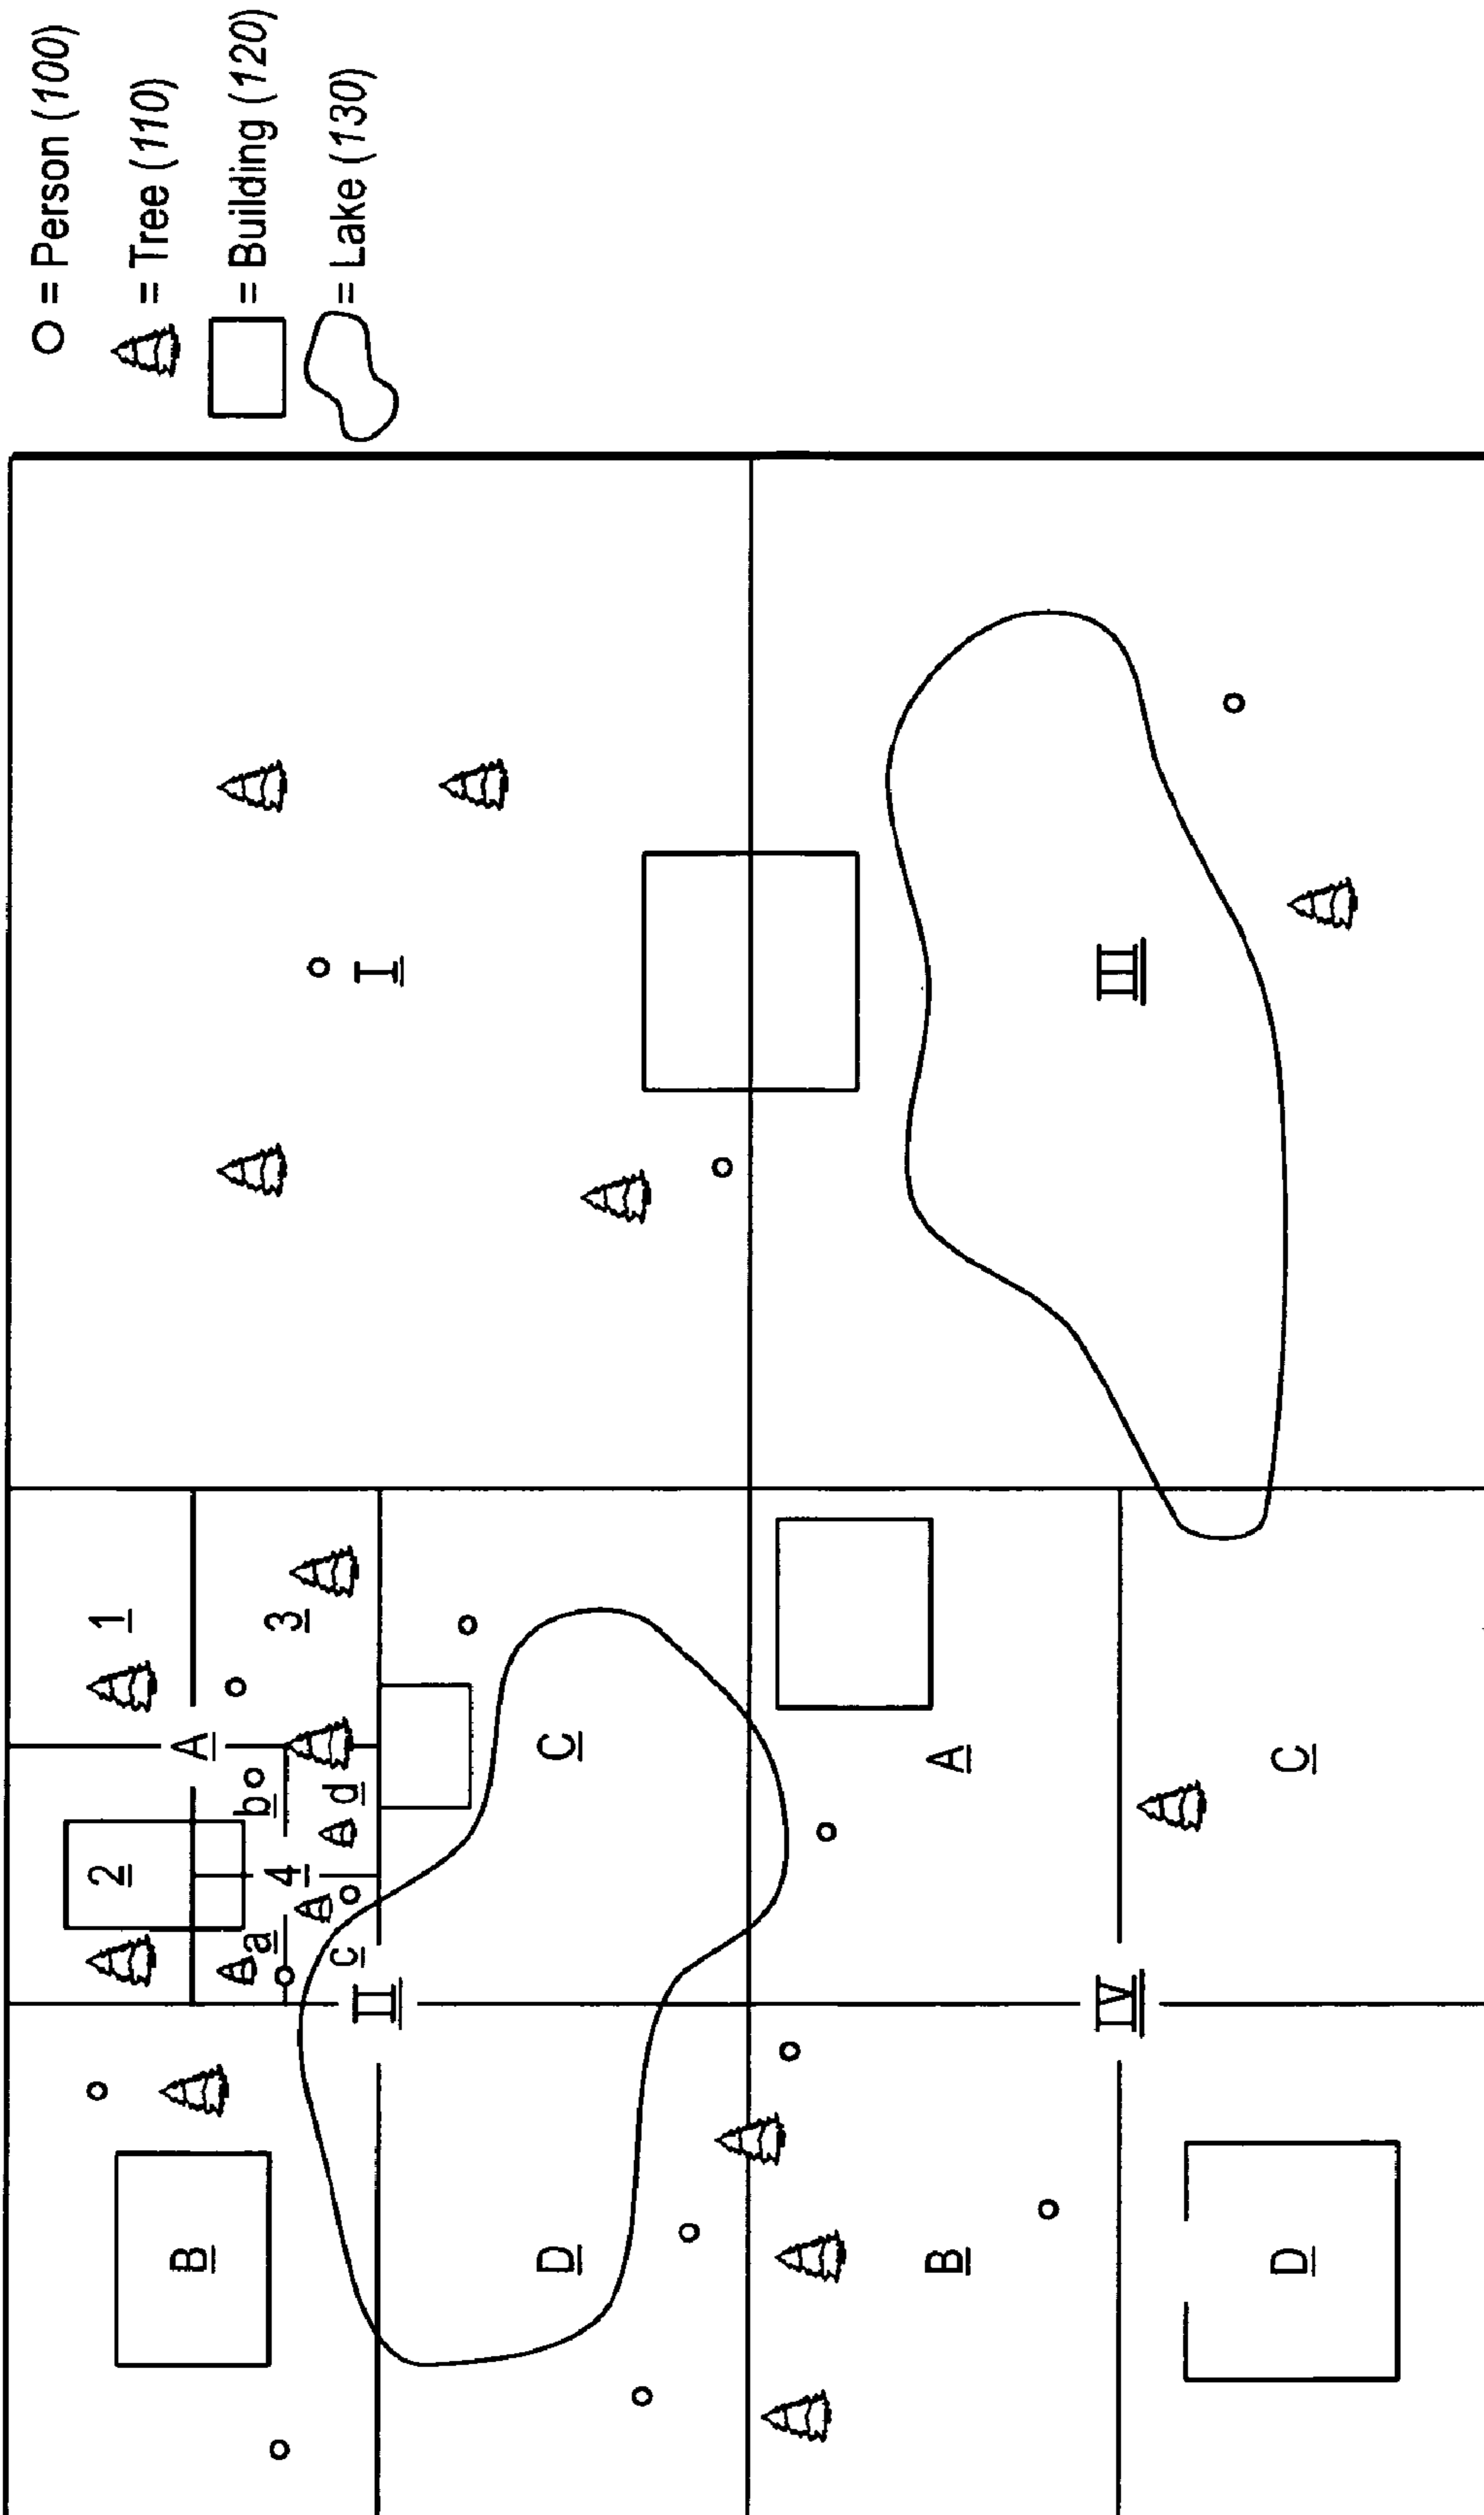 = Person (100)
= Tree (110)
= Building (120)
= Lake (130)
2 1
B A
a b
4 3
c d
II I
D C
B A
IV III
D C